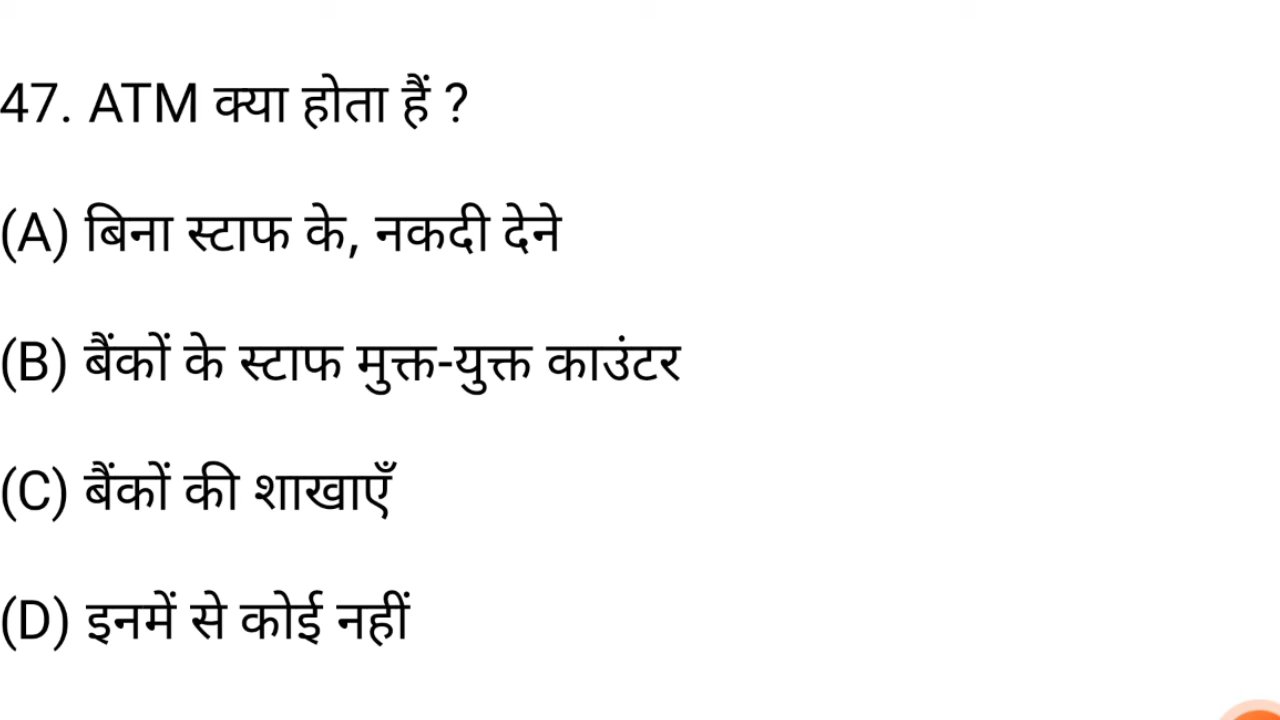 47. ATM क्या होता हैं ?
(A) बिना स्टाफ के, नकदी देने
(B) बैंकों के स्टाफ मुक्त-युक्त काउंटर
(C) बैंकों की शाखाएँ
(D) इनमें से कोई नहीं